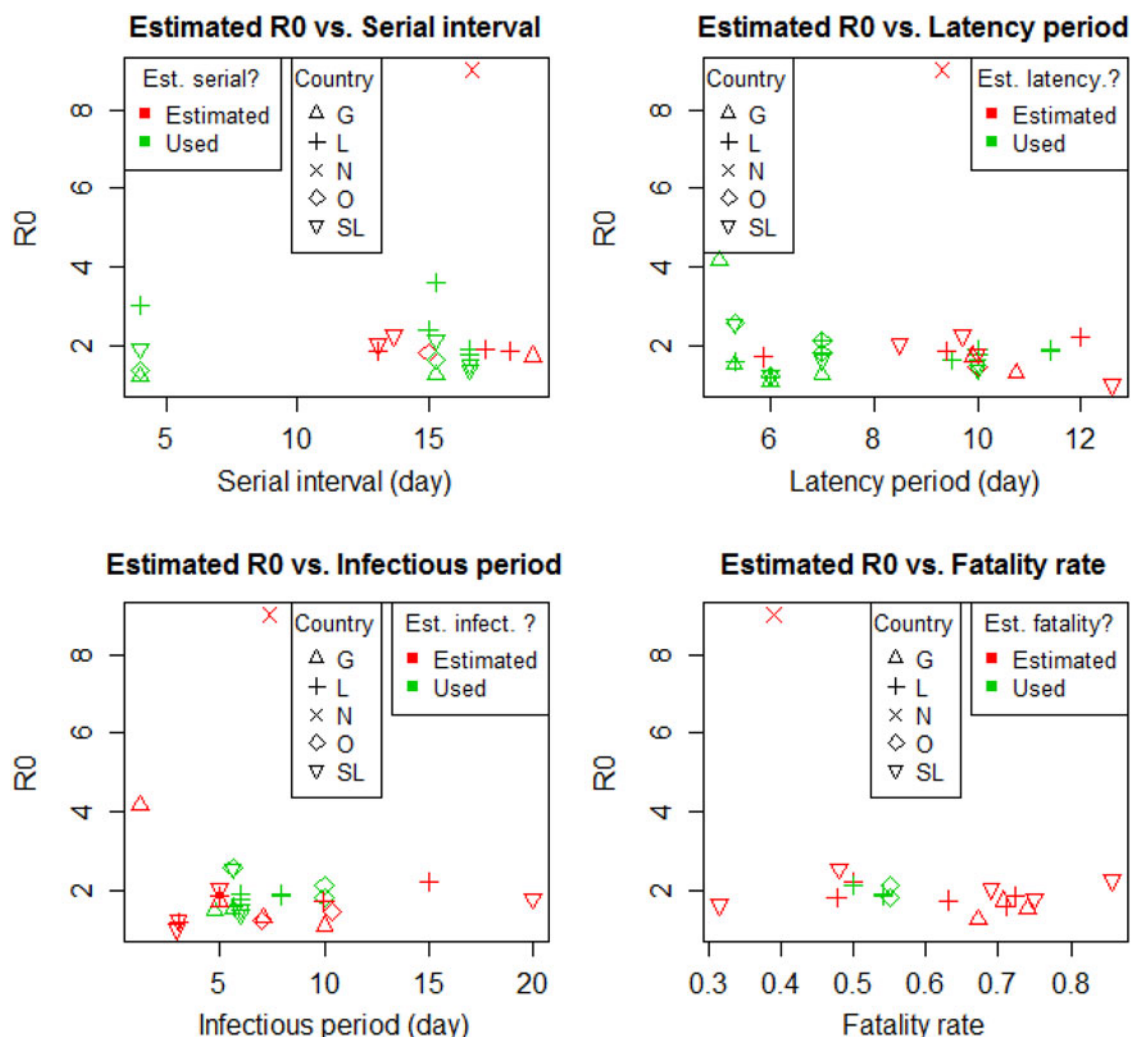 Estimated R0 vs. Serial interval
Est. serial?
Estimated
Used
Country
G
L
N
O
SL
R0
8
6
4
2
5
10
15
Serial interval (day)
Estimated R0 vs. Latency period
Country
G
L
N
O
SL
Est. latency.?
Estimated
Used
R0
8
6
4
2
6
8
10
12
Latency period (day)
Estimated R0 vs. Infectious period
Country
G
L
N
O
SL
Est. infect. ?
Estimated
Used
R0
8
6
4
2
5
10
15
20
Infectious period (day)
Estimated R0 vs. Fatality rate
Country
G
L
N
O
SL
Est. fatality?
Estimated
Used
R0
8
6
4
2
0.3
0.4
0.5
0.6
0.7
0.8
Fatality rate